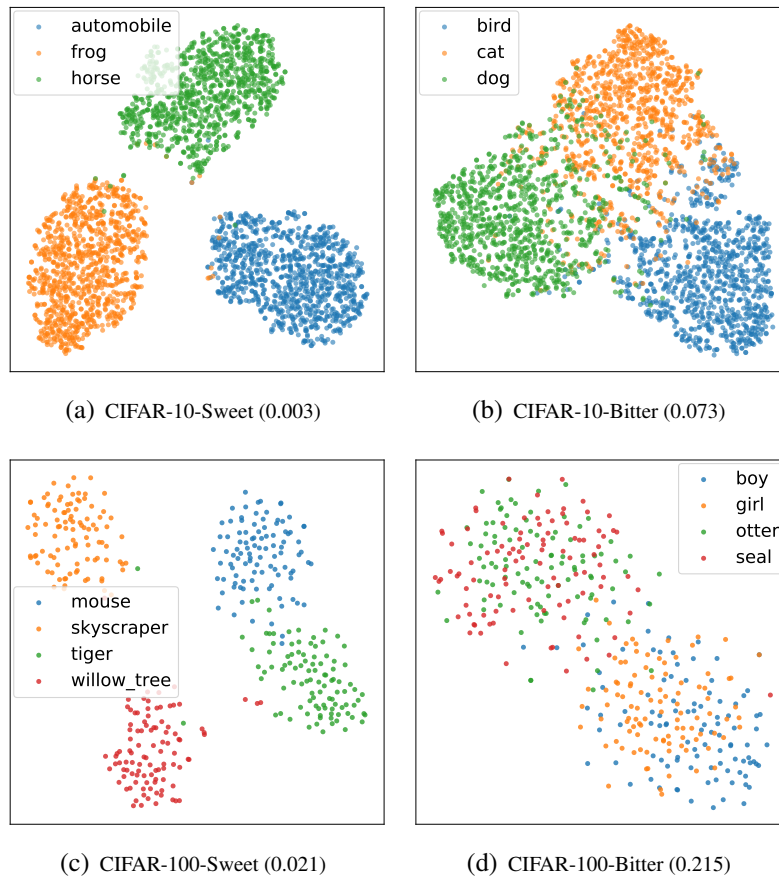 automobile
frog
horse
bird
cat
dog
(a) CIFAR-10-Sweet (0.003)
(b) CIFAR-10-Bitter (0.073)
mouse
skyscraper
tiger
willow_tree
boy
girl
otter
seal
(c) CIFAR-100-Sweet (0.021)
(d) CIFAR-100-Bitter (0.215)